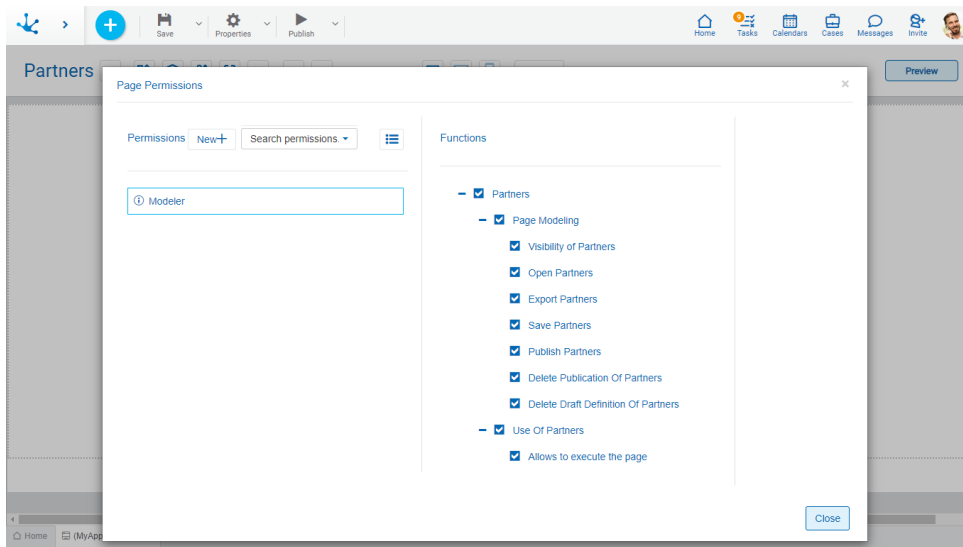 Save
Properties
Publish
Home
9
Tasks
Calendars
Cases
Messages
Invite
Partners
Preview
Page Permissions
×
Permissions
New+
Search permissions.
Functions
Modeler
Partners
Page Modeling
Visibility of Partners
Open Partners
Export Partners
Save Partners
Publish Partners
Delete Publication Of Partners
Delete Draft Definition Of Partners
Use Of Partners
Allows to execute the page
Close
Home
(MyApp